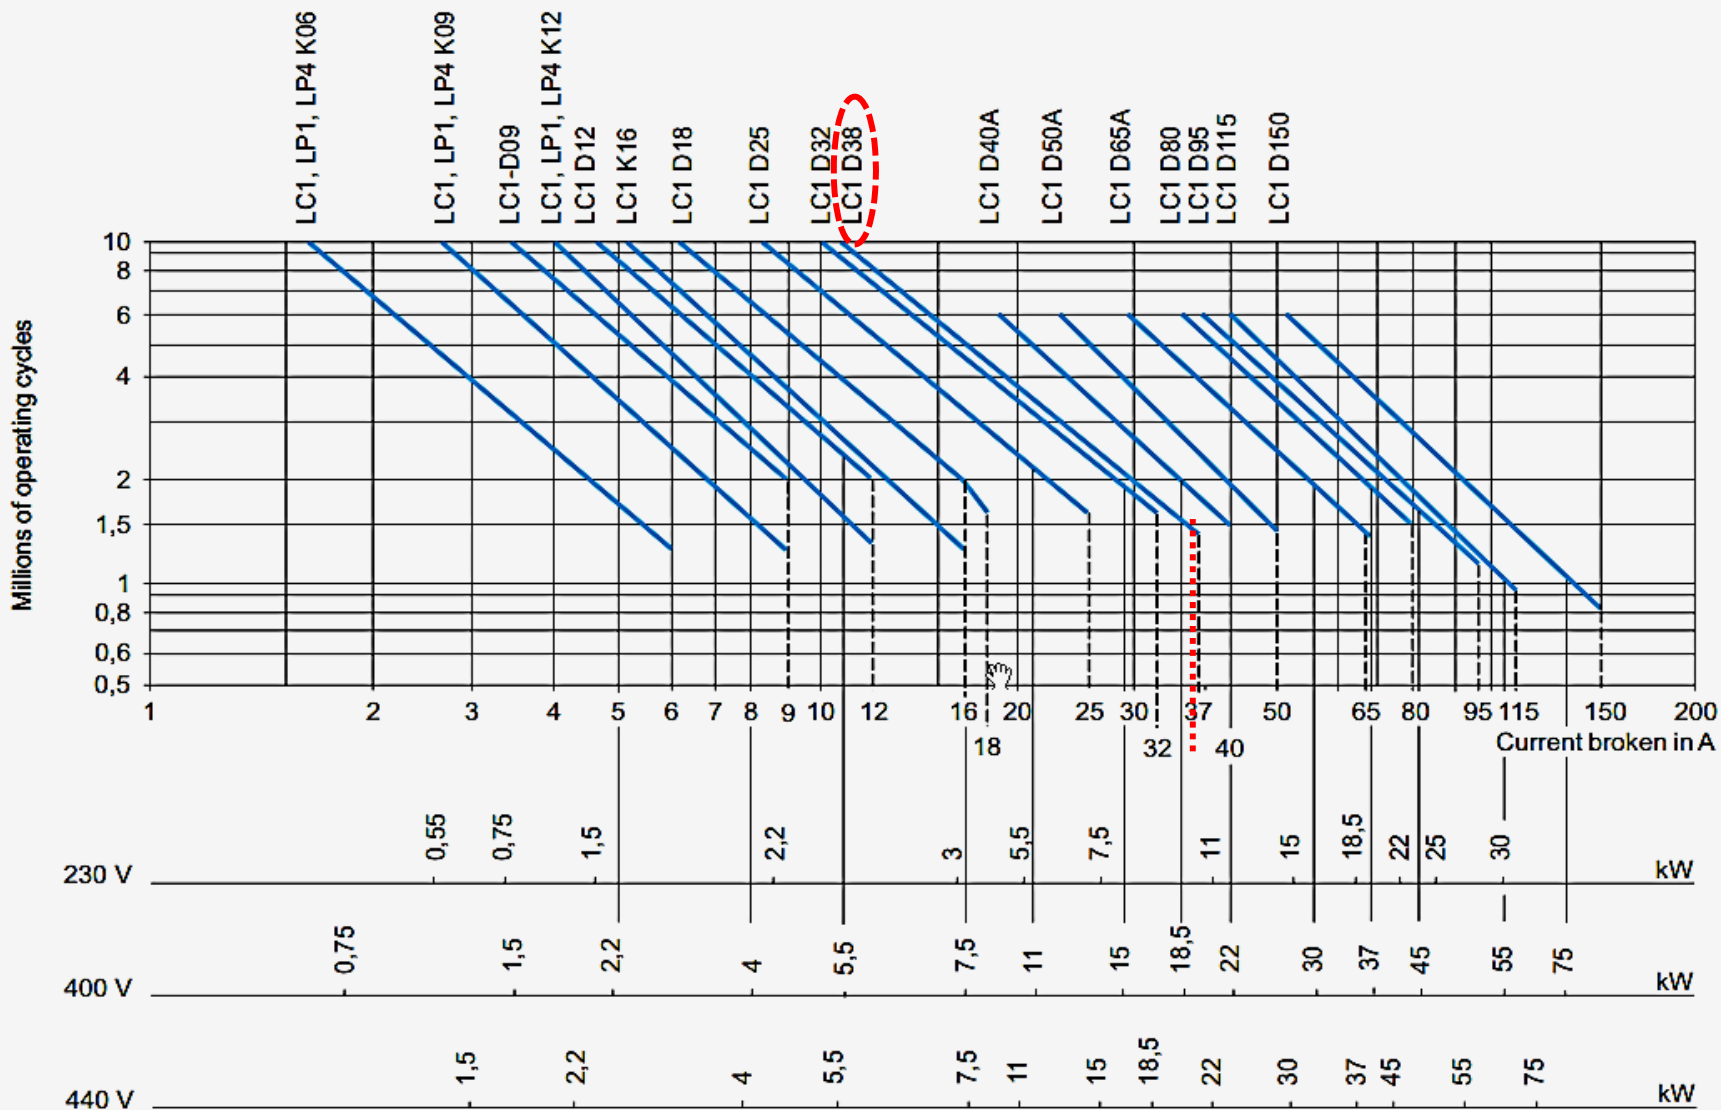 LC1, LP1, LP4 K06
LC1, LP1, LP4 K09
LC1-D09
LC1, LP1, LP4 K12
LC1 D12
LC1 K16
LC1 D18
LC1 D25
LC1 D32
LC1 D38
LC1 D40A
LC1 D50A
LC1 D65A
LC1 D80
LC1 D95
LC1 D115
LC1 D150
Millions of operating cycles
10
8
6
4
2
1,5
1
0,8
0,6
0,5
1 2 3 4 5 6 7 8 9 10 12 16 20 25 30 37 50 65 80 95 115 150 200
18 32 40 Current broken in A
230 V 0,55 0,75 1,5 2,2 3 5,5 7,5 11 15 18,5 22 25 30 kW
400 V 0,75 1,5 2,2 4 5,5 7,5 11 15 18,5 22 30 37 45 55 75 kW
440 V 1,5 2,2 4 5,5 7,5 11 15 18,5 22 30 37 45 55 75 kW